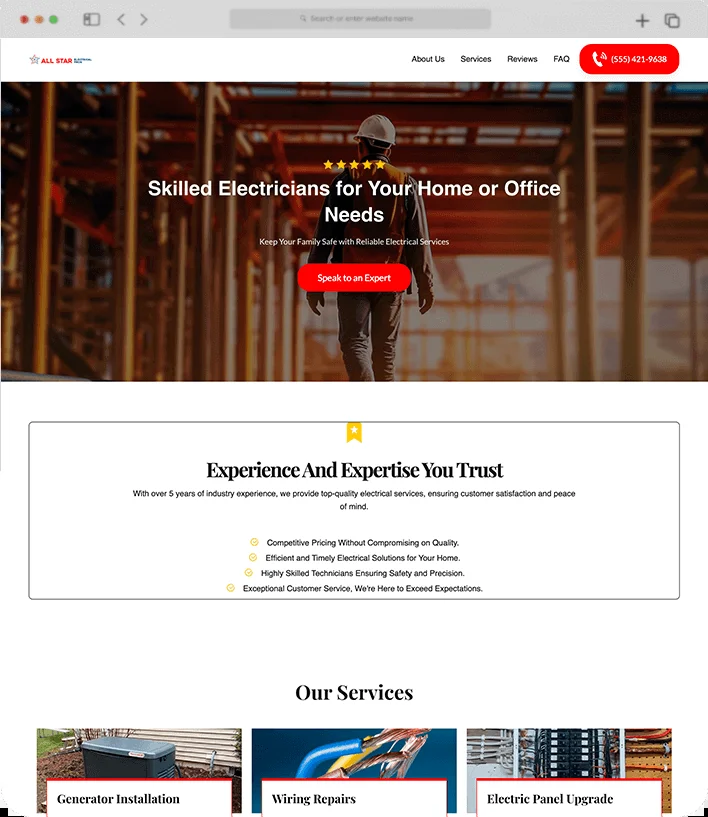 Search or enter website name
ALL STAR ELECTRICAL
About Us
Services
Reviews
FAQ
(555) 421-9638
Skilled Electricians for Your Home or Office
Needs
Keep Your Family Safe with Reliable Electrical Services
Speak to an Expert
Experience And Expertise You Trust
With over 5 years of industry experience, we provide top-quality electrical services, ensuring customer satisfaction and peace
of mind.
Competitive Pricing Without Compromising on Quality.
Efficient and Timely Electrical Solutions for Your Home.
Highly Skilled Technicians Ensuring Safety and Precision.
Exceptional Customer Service, We're Here to Exceed Expectations.
Our Services
Generator Installation
Wiring Repairs
Electric Panel Upgrade